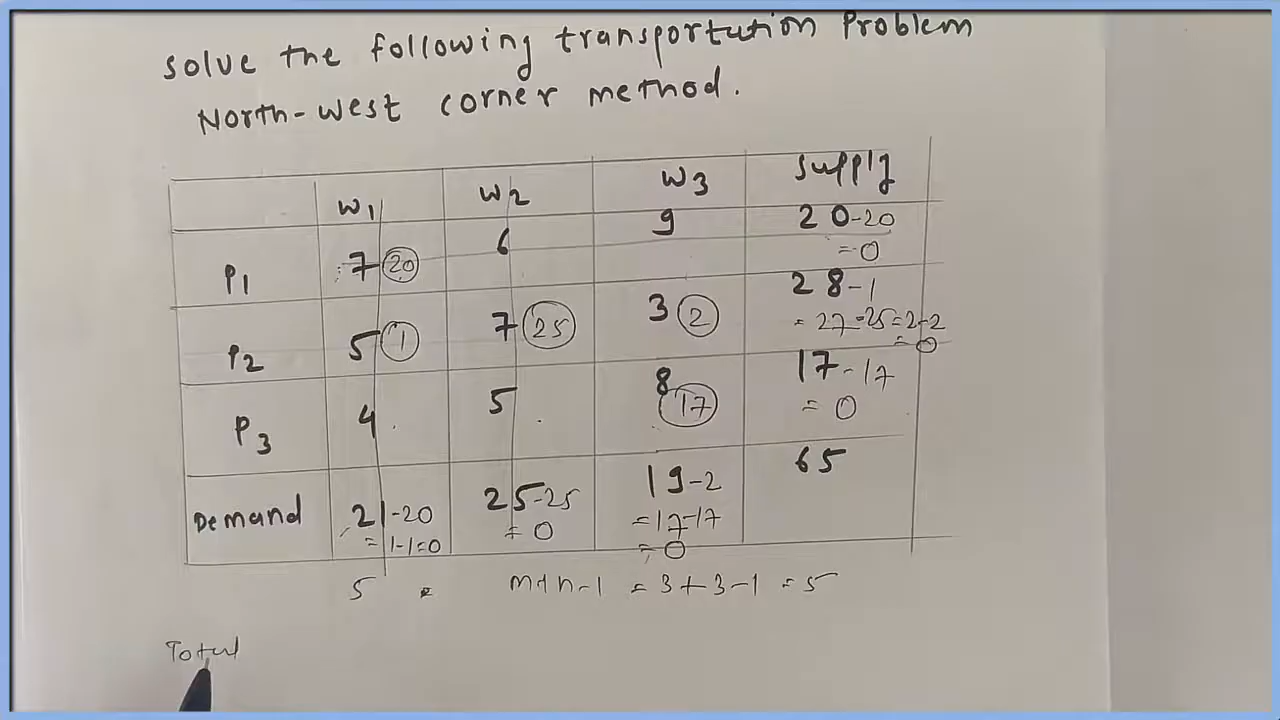 solve the following transportution Problem
North-west corner method.
W1 W2 W3 supply
P1 7 20 6 9 20-20
=0
P2 5 1 7 25 3 2 28-1
= 27-25=2-2
=0
P3 4 5 8 17 17-17
= 0
Demand 21-20 25-25 19-2 65
= 1-1=0 = 0 =17-17
= 0
5 = m+n-1 = 3+3-1 = 5
Totul